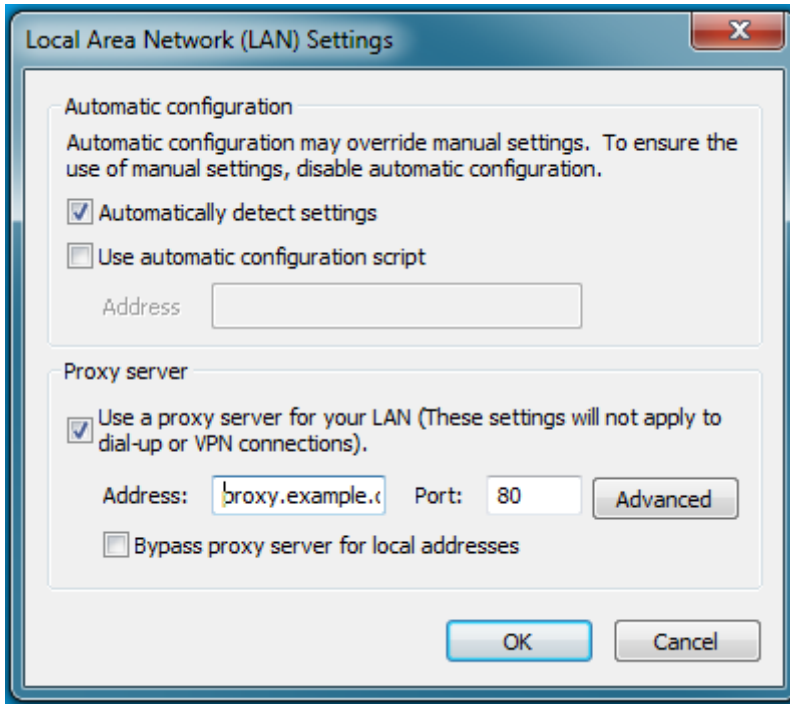 Local Area Network (LAN) Settings
Automatic configuration
Automatic configuration may override manual settings.  To ensure the
use of manual settings, disable automatic configuration.
Automatically detect settings
Use automatic configuration script
Address
Proxy server
Use a proxy server for your LAN (These settings will not apply to
dial-up or VPN connections).
Address: proxy.example.c Port: 80 Advanced
Bypass proxy server for local addresses
OK Cancel